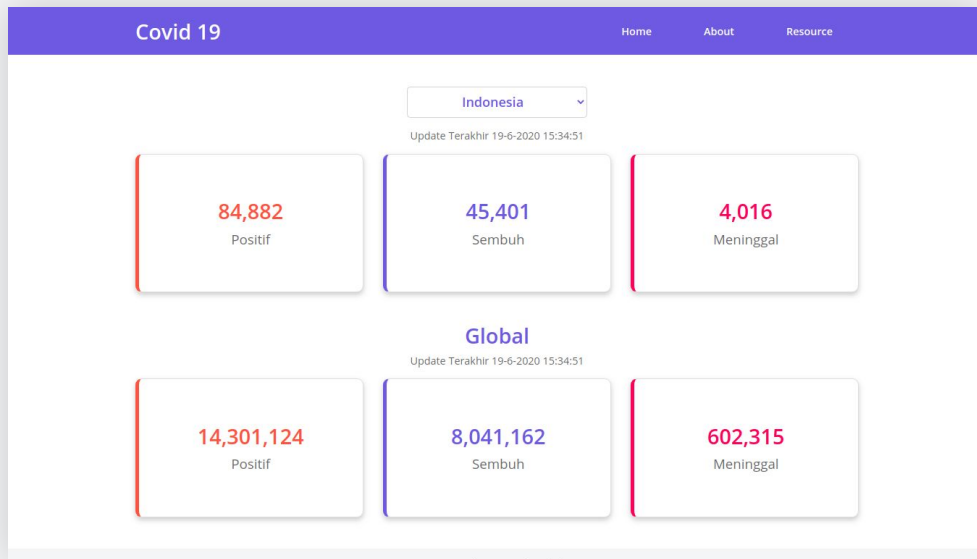 Covid 19 Home About Resource
Indonesia
Update Terakhir 19-6-2020 15:34:51
84,882 45,401 4,016
Positif Sembuh Meninggal
Global
Update Terakhir 19-6-2020 15:34:51
14,301,124 8,041,162 602,315
Positif Sembuh Meninggal